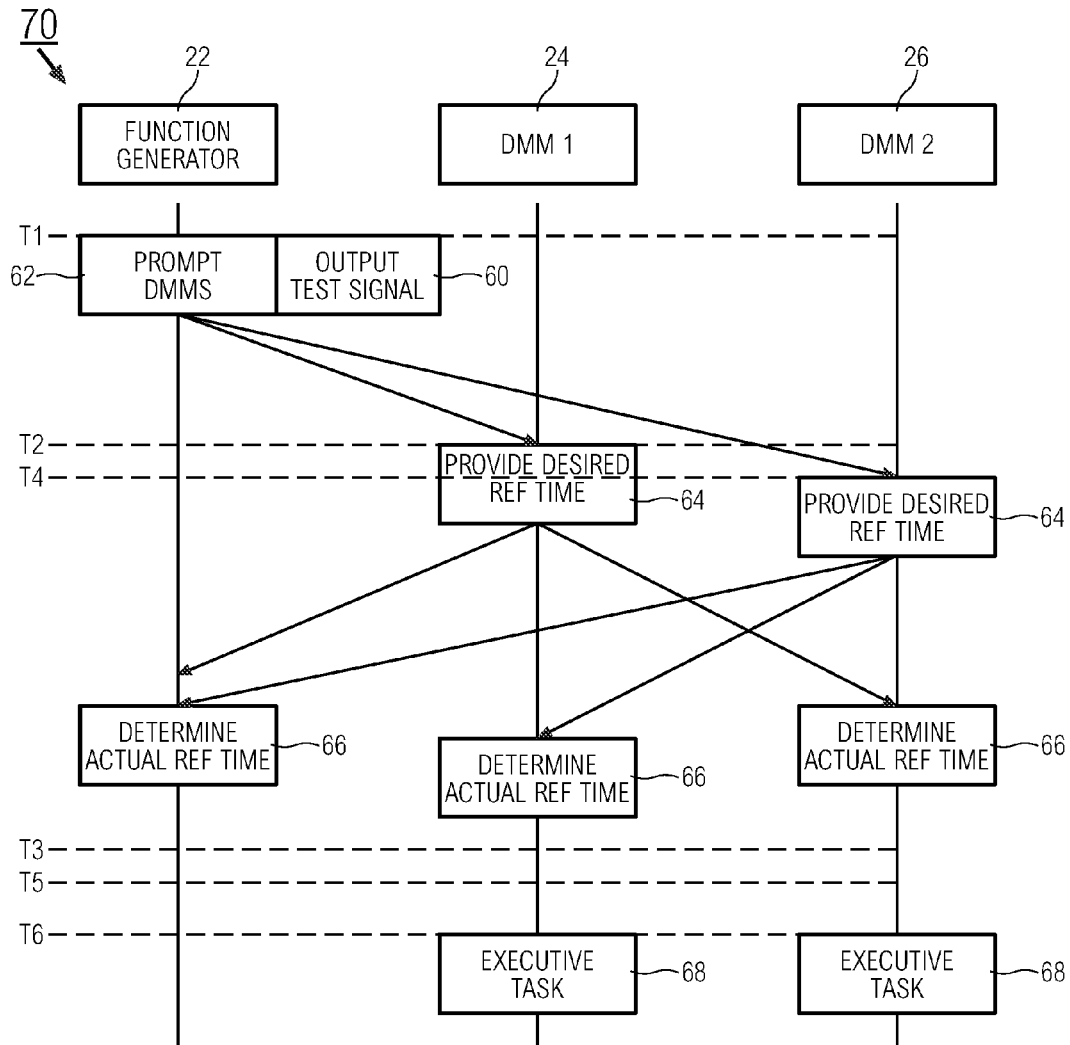 70
22
24
26
FUNCTION
GENERATOR
DMM 1
DMM 2
T1
62
PROMPT
DMMS
OUTPUT
TEST SIGNAL
60
T2
T4
PROVIDE DESIRED
REF TIME
64
PROVIDE DESIRED
REF TIME
64
DETERMINE
ACTUAL REF TIME
66
DETERMINE
ACTUAL REF TIME
66
DETERMINE
ACTUAL REF TIME
66
T3
T5
T6
EXECUTIVE
TASK
68
EXECUTIVE
TASK
68